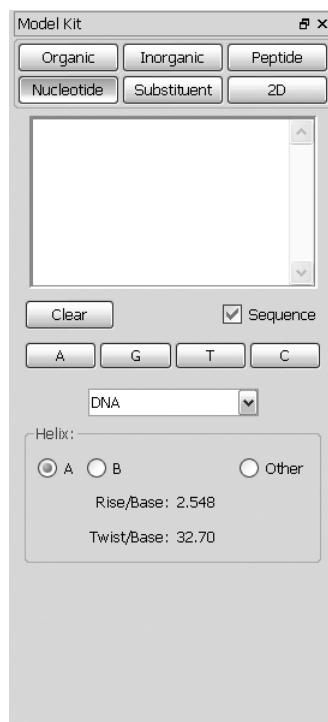 Model Kit
Organic Inorganic Peptide
Nucleotide Substituent 2D
Clear Sequence
A G T C
DNA
Helix:
A B Other
Rise/Base: 2.548
Twist/Base: 32.70